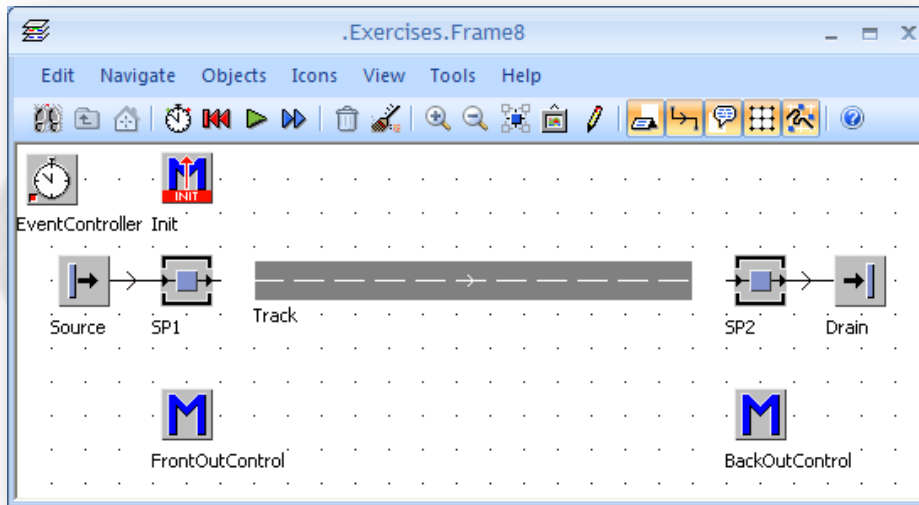 .Exercises.Frame8
Edit Navigate Objects Icons View Tools Help
INIT
EventController Init
Source SP1 Track SP2 Drain
FrontOutControl BackOutControl